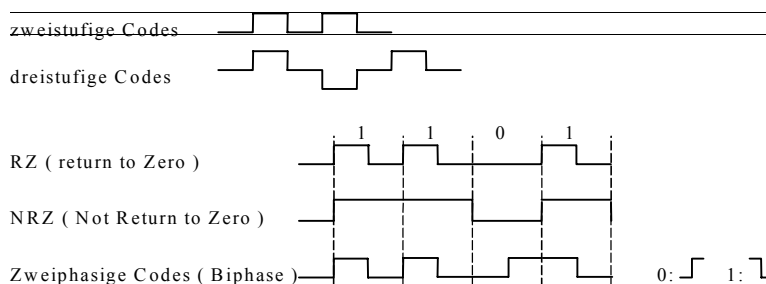 zweistufige Codes
dreistufige Codes
1 1 0 1
RZ ( return to Zero )
NRZ ( Not Return to Zero )
Zweiphasige Codes ( Biphase ) 0: 1: